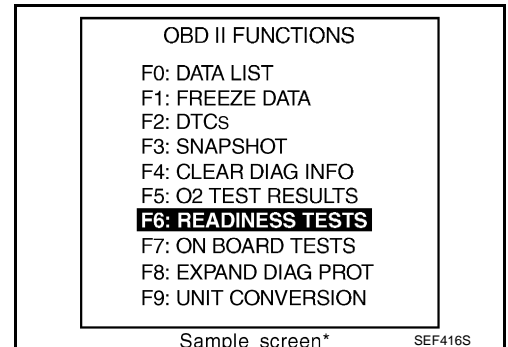 OBD II FUNCTIONS
F0: DATA LIST
F1: FREEZE DATA
F2: DTCs
F3: SNAPSHOT
F4: CLEAR DIAG INFO
F5: O2 TEST RESULTS
F6: READINESS TESTS
F7: ON BOARD TESTS
F8: EXPAND DIAG PROT
F9: UNIT CONVERSION
Sample screen*
SEF416S